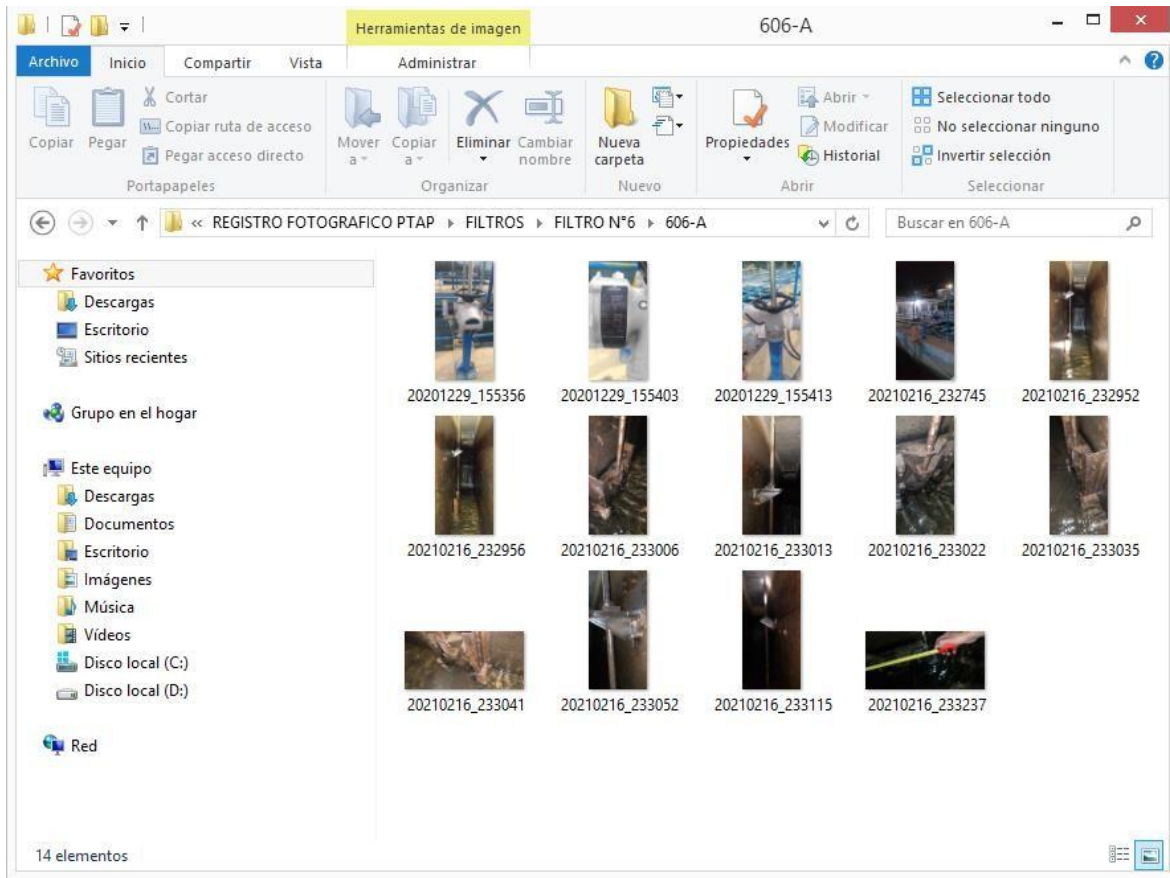 Herramientas de imagen
606-A
Archivo Inicio Compartir Vista Administrar
Copiar
Pegar
Cortar
Copiar ruta de acceso
Pegar acceso directo
Portapapeles
Mover a
Copiar a
Eliminar
Cambiar nombre
Organizar
Nueva carpeta
Nuevo
Propiedades
Abrir
Modificar
Historial
Abrir
Seleccionar todo
No seleccionar ninguno
Invertir selección
Seleccionar
« REGISTRO FOTOGRAFICO PTAP FILTROS FILTRO N°6 606-A
Buscar en 606-A
Favoritos
Descargas
Escritorio
Sitios recientes
Grupo en el hogar
Este equipo
Descargas
Documentos
Escritorio
Imágenes
Música
Vídeos
Disco local (C:)
Disco local (D:)
Red
20201229_155356 20201229_155403 20201229_155413 20210216_232745 20210216_232952
20210216_232956 20210216_233006 20210216_233013 20210216_233022 20210216_233035
20210216_233041 20210216_233052 20210216_233115 20210216_233237
14 elementos